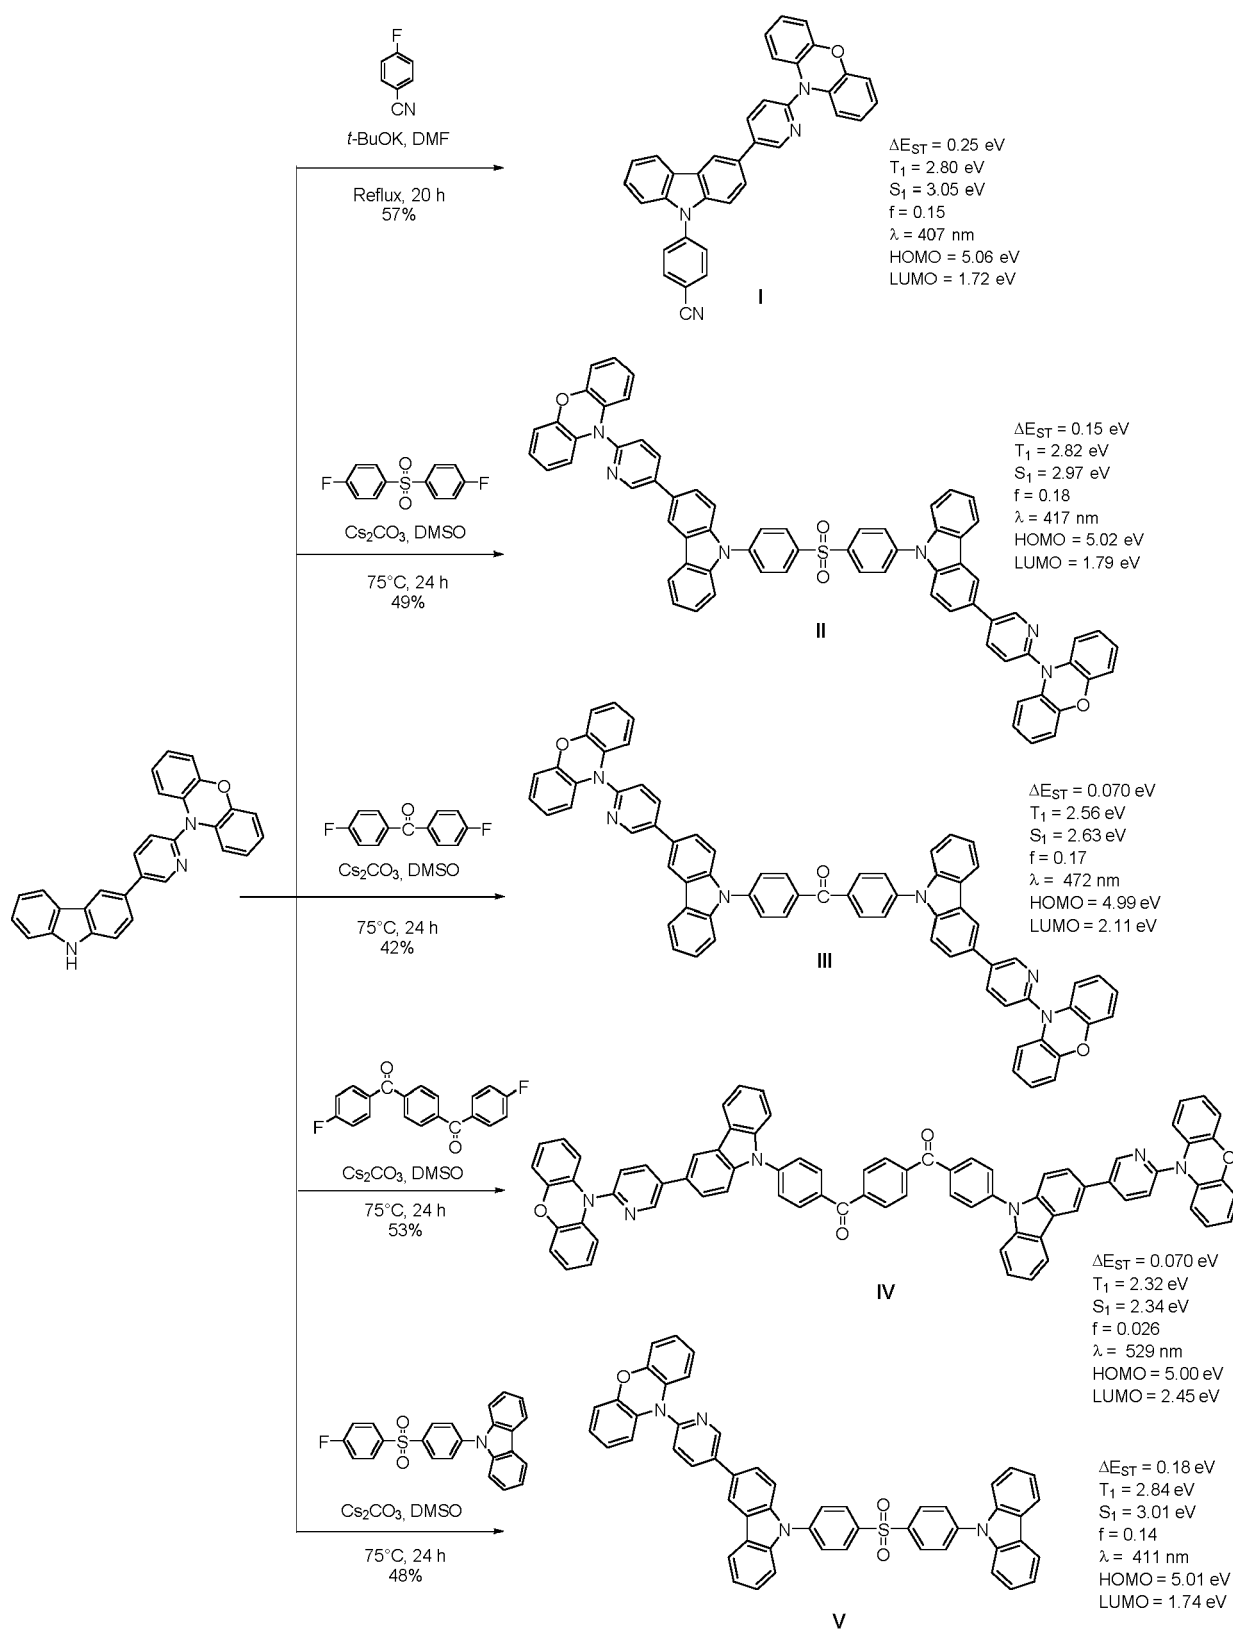 F
CN
t-BuOK, DMF
Reflux, 20 h
57%
O
N
N
N
CN
I
ΔE_ST = 0.25 eV
T₁ = 2.80 eV
S₁ = 3.05 eV
f = 0.15
λ = 407 nm
HOMO = 5.06 eV
LUMO = 1.72 eV
F
O
S
O
F
Cs₂CO₃, DMSO
75°C, 24 h
49%
O
N
N
N
O
S
O
N
N
N
O
II
ΔE_ST = 0.15 eV
T₁ = 2.82 eV
S₁ = 2.97 eV
f = 0.18
λ = 417 nm
HOMO = 5.02 eV
LUMO = 1.79 eV
O
N
N
N
H
F
O
C
F
Cs₂CO₃, DMSO
75°C, 24 h
42%
O
N
N
N
O
C
N
N
N
O
III
ΔE_ST = 0.070 eV
T₁ = 2.56 eV
S₁ = 2.63 eV
f = 0.17
λ = 472 nm
HOMO = 4.99 eV
LUMO = 2.11 eV
O
C
F
F
C
O
Cs₂CO₃, DMSO
75°C, 24 h
53%
N
O
N
N
C
O
O
C
N
N
N
O
IV
ΔE_ST = 0.070 eV
T₁ = 2.32 eV
S₁ = 2.34 eV
f = 0.026
λ = 529 nm
HOMO = 5.00 eV
LUMO = 2.45 eV
F
O
S
O
N
Cs₂CO₃, DMSO
75°C, 24 h
48%
O
N
N
N
O
S
O
N
V
ΔE_ST = 0.18 eV
T₁ = 2.84 eV
S₁ = 3.01 eV
f = 0.14
λ = 411 nm
HOMO = 5.01 eV
LUMO = 1.74 eV